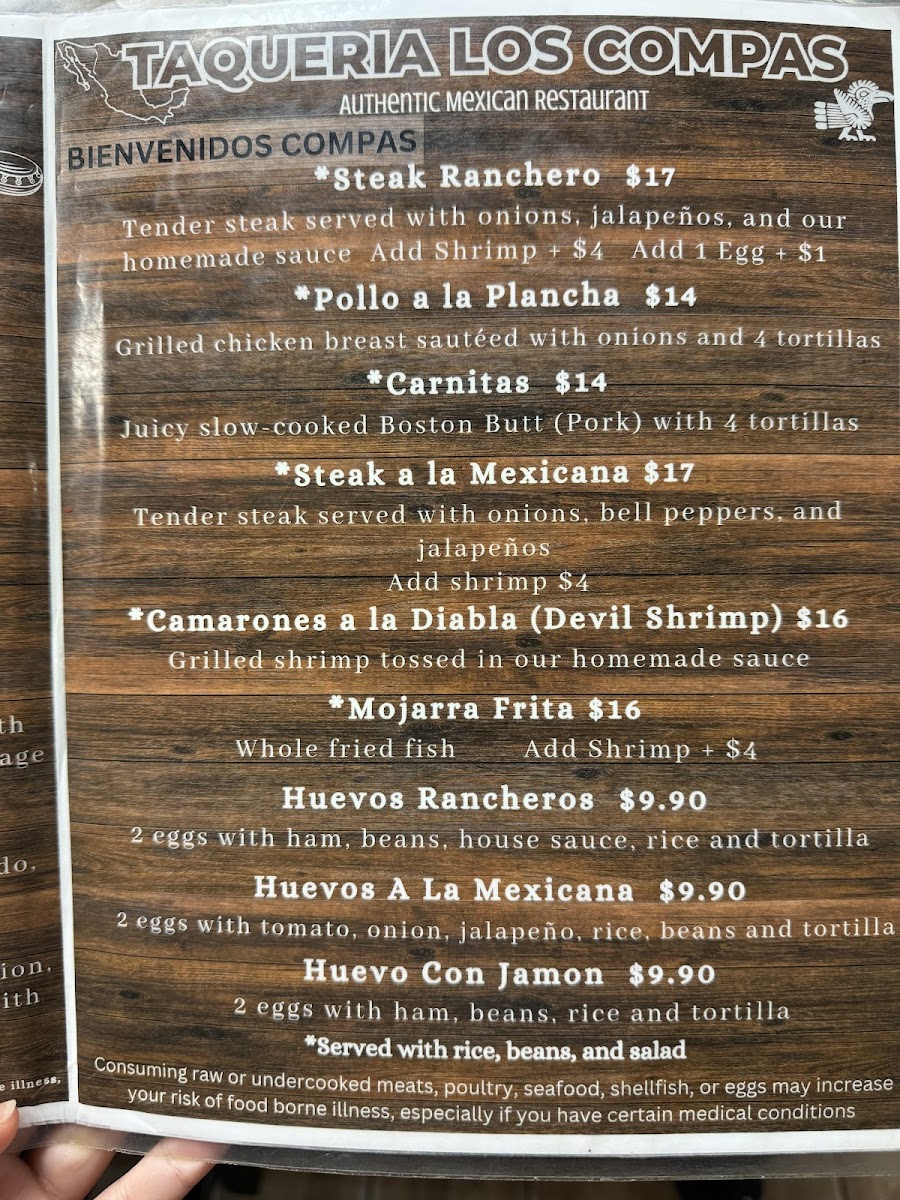 TAQUERIA LOS COMPAS
AUTHENTIC MEXICAN RESTAURANT
BIENVENIDOS COMPAS
*Steak Ranchero $17
Tender steak served with onions, jalapeños, and our
homemade sauce Add Shrimp + $4 Add 1 Egg + $1
*Pollo a la Plancha $14
Grilled chicken breast sautéed with onions and 4 tortillas
*Carnitas $14
Juicy slow-cooked Boston Butt (Pork) with 4 tortillas
*Steak a la Mexicana $17
Tender steak served with onions, bell peppers, and
jalapeños
Add shrimp $4
*Camarones a la Diabla (Devil Shrimp) $16
Grilled shrimp tossed in our homemade sauce
*Mojarra Frita $16
Whole fried fish Add Shrimp + $4
Huevos Rancheros $9.90
2 eggs with ham, beans, house sauce, rice and tortilla
Huevos A La Mexicana $9.90
2 eggs with tomato, onion, jalapeño, rice, beans and tortilla
Huevo Con Jamon $9.90
2 eggs with ham, beans, rice and tortilla
*Served with rice, beans, and salad
Consuming raw or undercooked meats, poultry, seafood, shellfish, or eggs may increase
your risk of food borne illness, especially if you have certain medical conditions